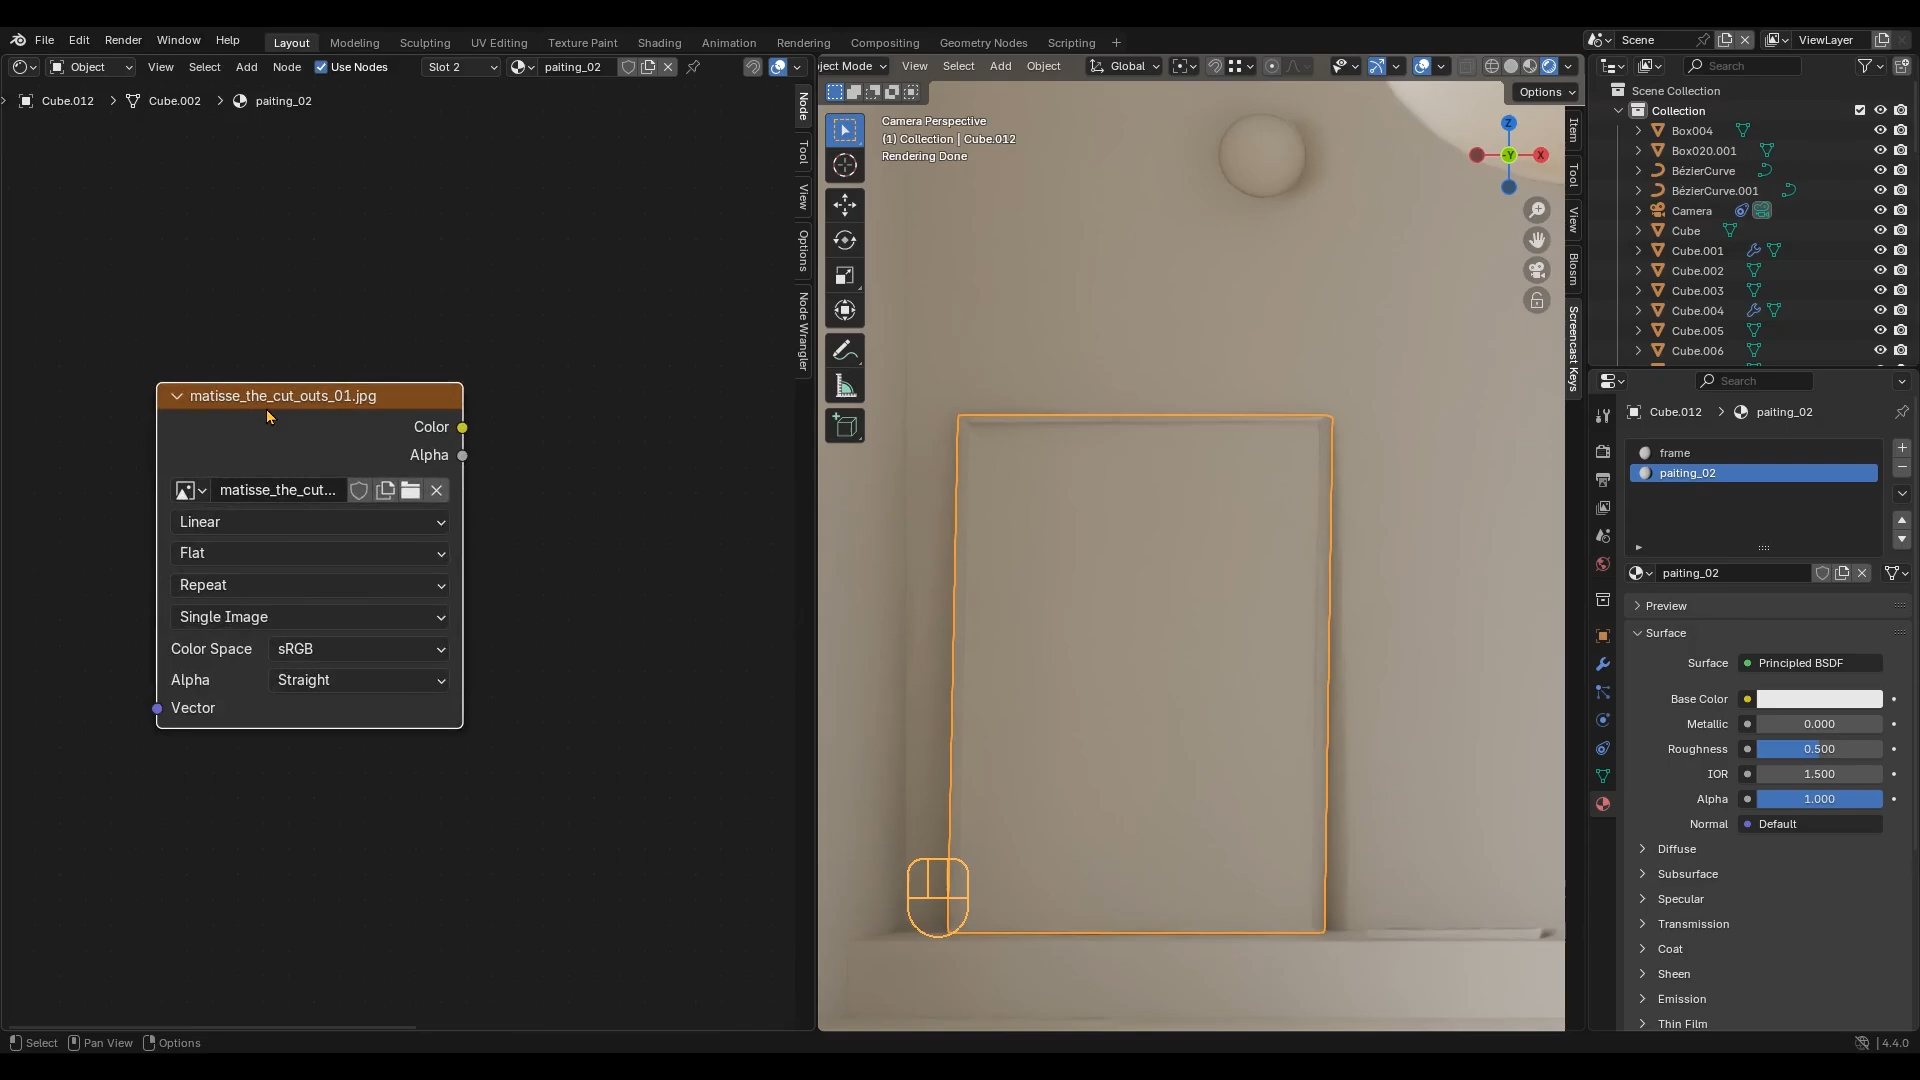 File Edit Render Window Help Layout Modeling Sculpting UV Editing Texture Paint Shading Animation Rendering Compositing Geometry Nodes Scripting + Scene ViewLayer
Object View Select Add Node Use Nodes Slot 2 paiting_02
ject Mode View Select Add Object Global
Search
Cube.012 > Cube.002 > paiting_02
Options
Node
Tool
View
Options
Node Wrangler
matisse_the_cut_outs_01.jpg
Color
Alpha
matisse_the_cut...
Linear
Flat
Repeat
Single Image
Color Space sRGB
Alpha Straight
Vector
Camera Perspective
(1) Collection | Cube.012
Rendering Done
Z
-Y
X
Item
Tool
View
Blosm
Screencast Keys
Scene Collection
Collection
Box004
Box020.001
BézierCurve
BézierCurve.001
Camera
Cube
Cube.001
Cube.002
Cube.003
Cube.004
Cube.005
Cube.006
Search
Cube.012 > paiting_02
frame
paiting_02
paiting_02
Preview
Surface
Surface Principled BSDF
Base Color
Metallic 0.000
Roughness 0.500
IOR 1.500
Alpha 1.000
Normal Default
Diffuse
Subsurface
Specular
Transmission
Coat
Sheen
Emission
Thin Film
Select Pan View Options
4.4.0